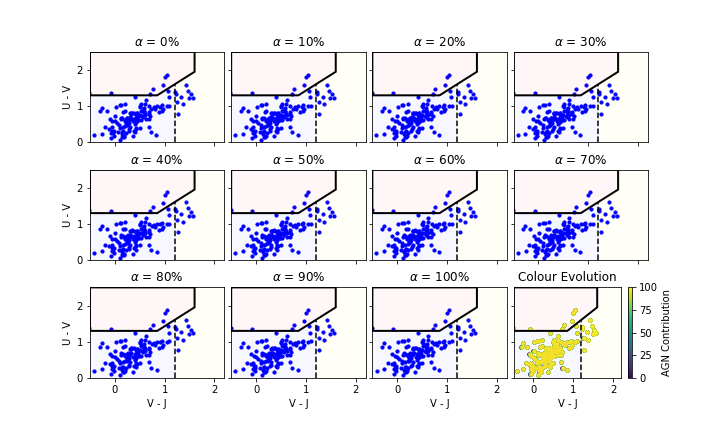 α = 0%
α = 10%
α = 20%
α = 30%
2
1
0
U - V
α = 40%
α = 50%
α = 60%
α = 70%
2
1
0
U - V
α = 80%
α = 90%
α = 100%
Colour Evolution
2
1
0
U - V
0 1 2
0 1 2
0 1 2
0 1 2
V - J
V - J
V - J
V - J
100
75
50
25
0
AGN Contribution